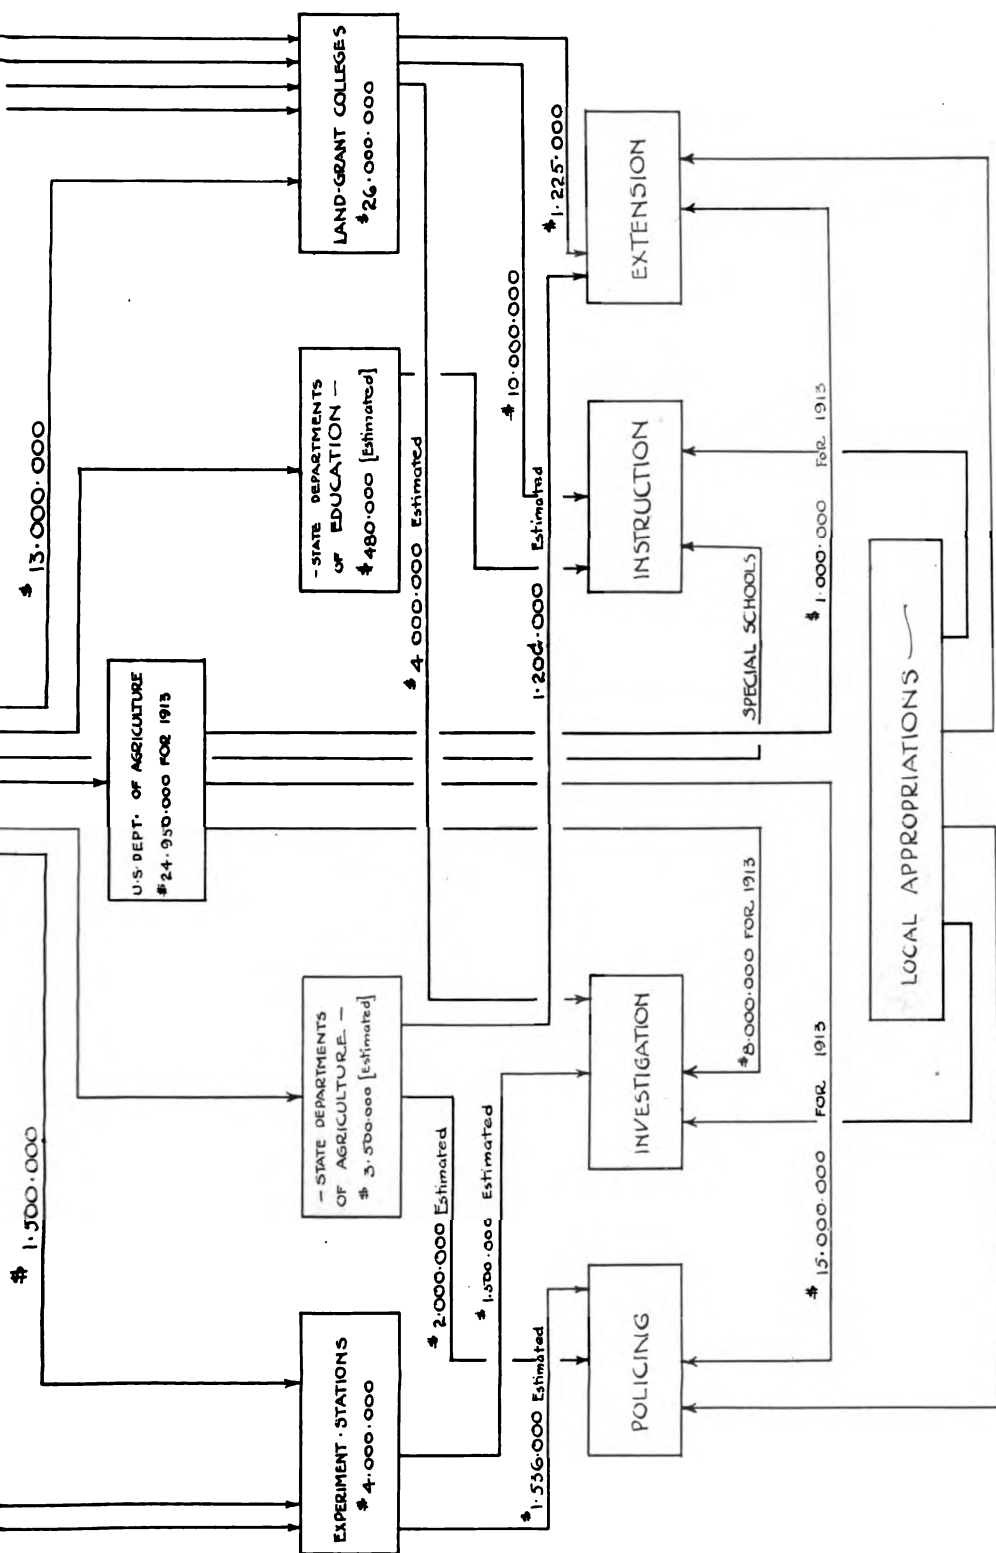 $ 1.500.000
$ 13.000.000
U.S. DEPT. OF AGRICULTURE
$24.950.000 FOR 1913
EXPERIMENT . STATIONS
$4.000.000
- STATE DEPARTMENTS
OF AGRICULTURE -
$ 3.500.000 [Estimated]
- STATE DEPARTMENTS
OF EDUCATION -
$480.000 [Estimated]
LAND-GRANT COLLEGES
$26.000.000
$ 4 000.000 Estimated
$ 2.000.000 Estimated
$ 1.500.000 Estimated
$ 10.000.000
$1.536.000 Estimated
Estimated
$1.225.000
POLICING
INVESTIGATION
INSTRUCTION
EXTENSION
$8.000.000 FOR 1913
SPECIAL SCHOOLS
$ 15.000.000 FOR 1913
$ 1.000.000 FOR 1913
LOCAL APPROPRIATIONS